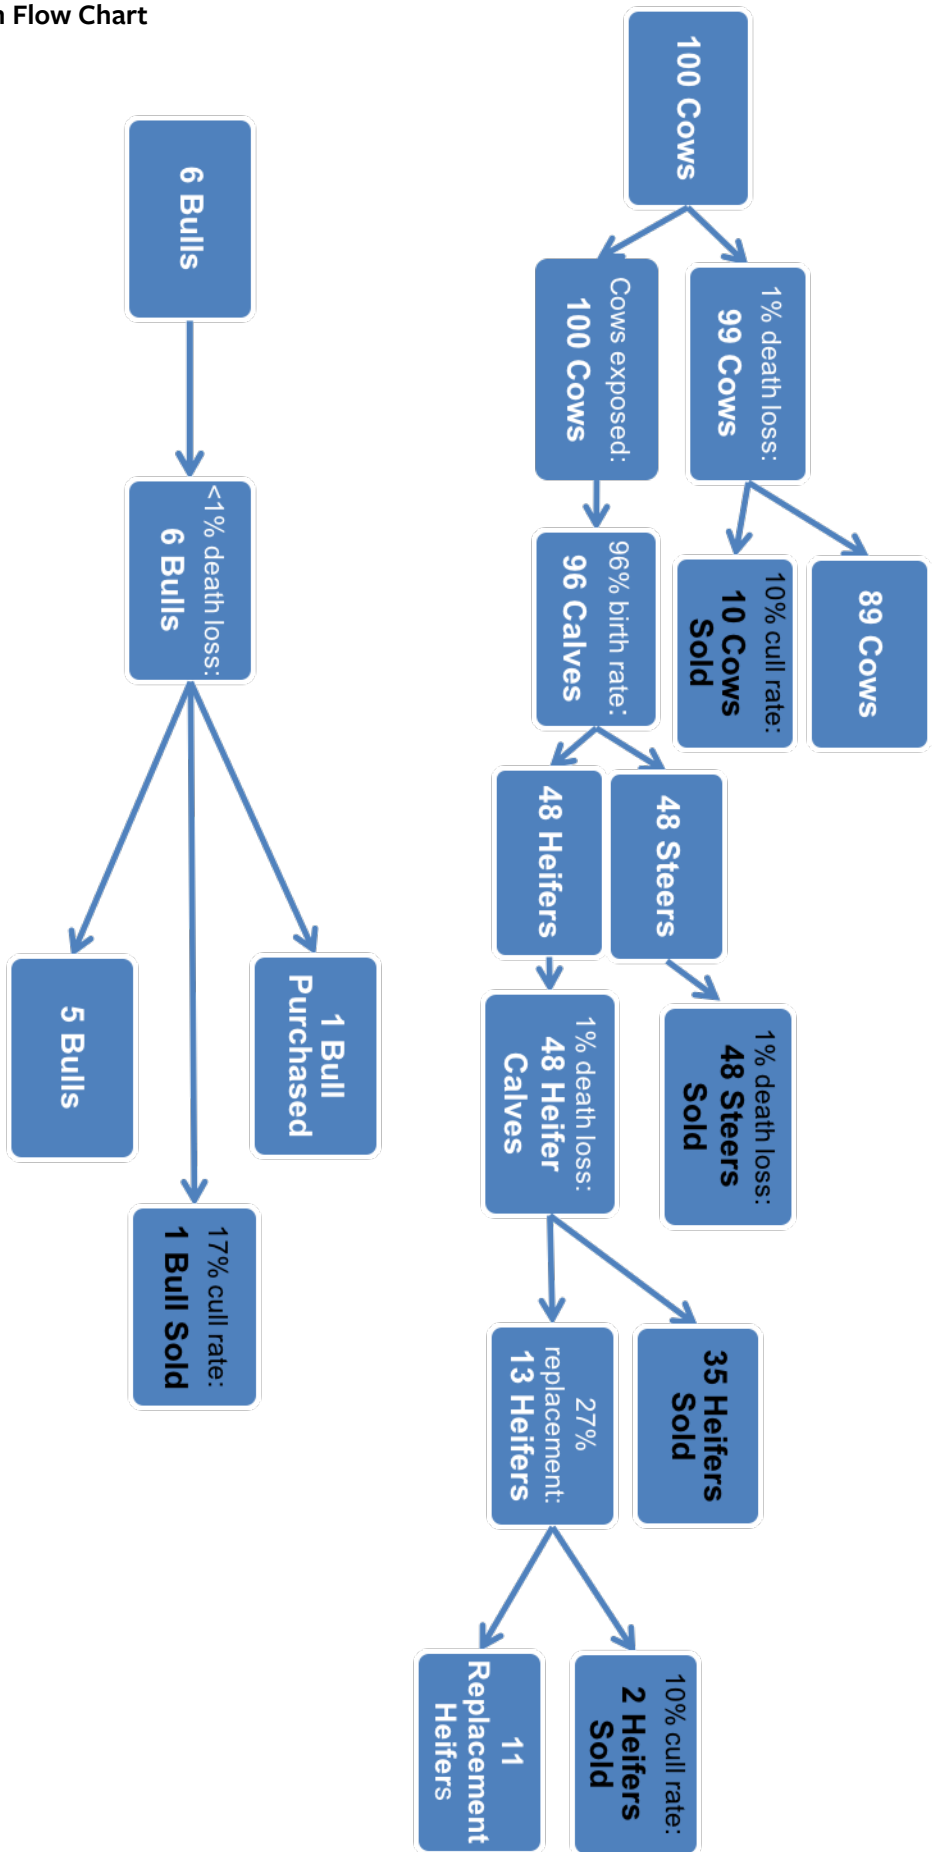 n Flow Chart
100 Cows
1% death loss:
99 Cows
89 Cows
10% cull rate:
10 Cows
Sold
Cows exposed:
100 Cows
96% birth rate:
96 Calves
48 Steers
1% death loss:
48 Steers
Sold
48 Heifers
1% death loss:
48 Heifer
Calves
35 Heifers
Sold
27%
replacement:
13 Heifers
10% cull rate:
2 Heifers
Sold
11
Replacement
Heifers
6 Bulls
<1% death loss:
6 Bulls
1 Bull
Purchased
17% cull rate:
1 Bull Sold
5 Bulls